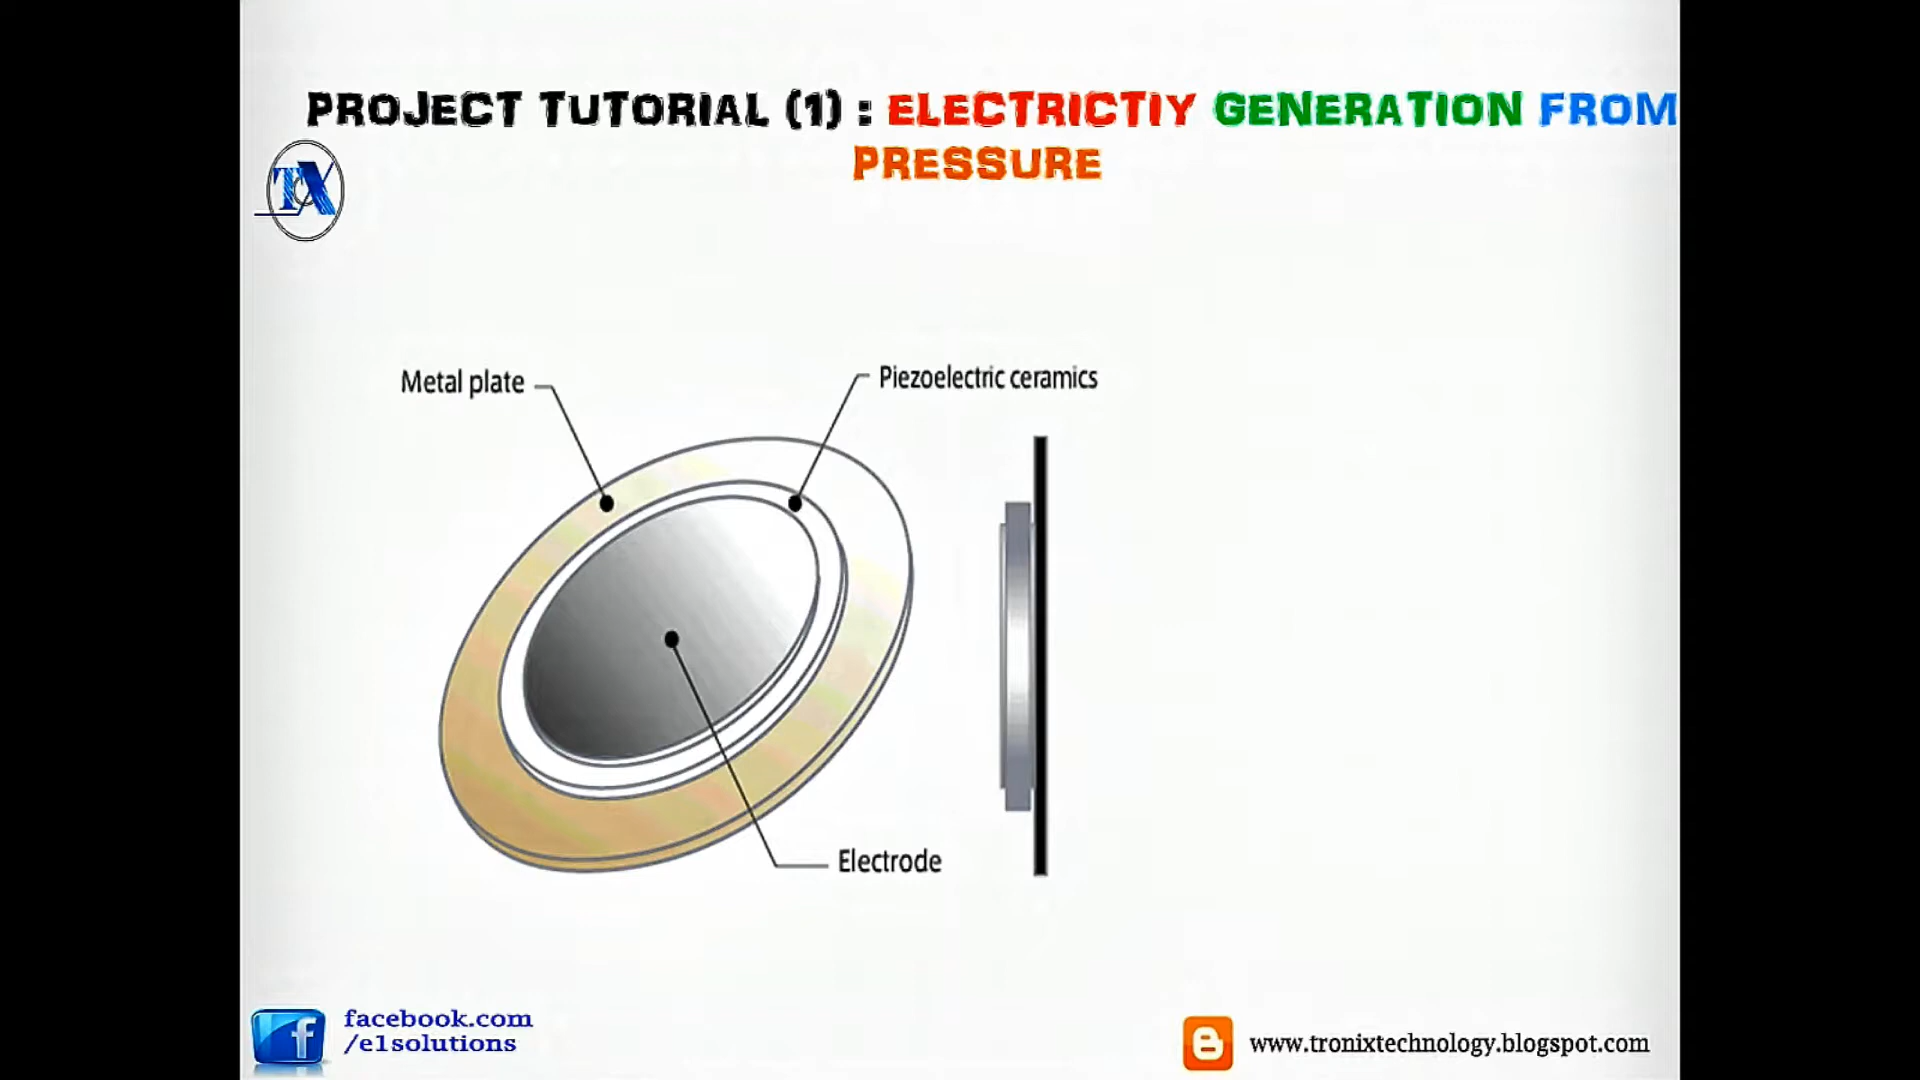 PROJECT TUTORIAL (1) : ELECTRICTIY GENERATION FROM
PRESSURE
TX
Metal plate
Piezoelectric ceramics
Electrode
facebook.com
/e1solutions
www.tronixtechnology.blogspot.com